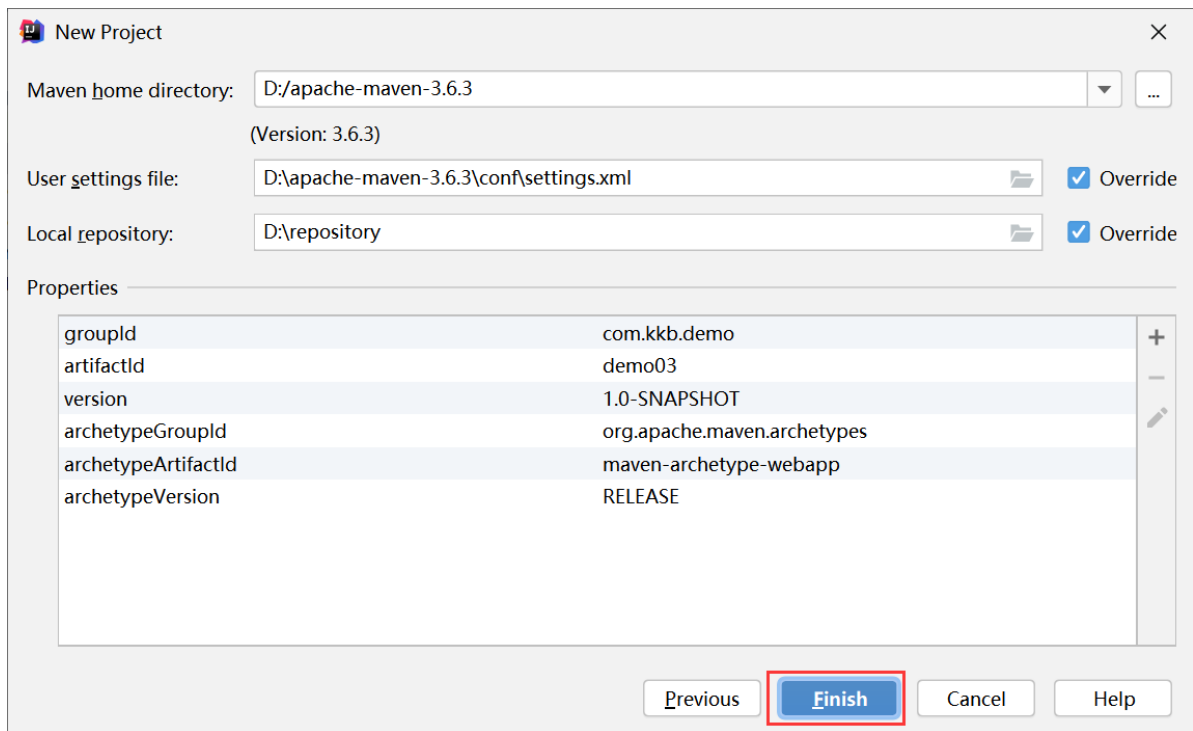 New Project
Maven home directory: D:/apache-maven-3.6.3 ...
(Version: 3.6.3)
User settings file: D:\apache-maven-3.6.3\conf\settings.xml Override
Local repository: D:\repository Override
Properties
groupId com.kkb.demo
artifactId demo03
version 1.0-SNAPSHOT
archetypeGroupId org.apache.maven.archetypes
archetypeArtifactId maven-archetype-webapp
archetypeVersion RELEASE
Previous Finish Cancel Help